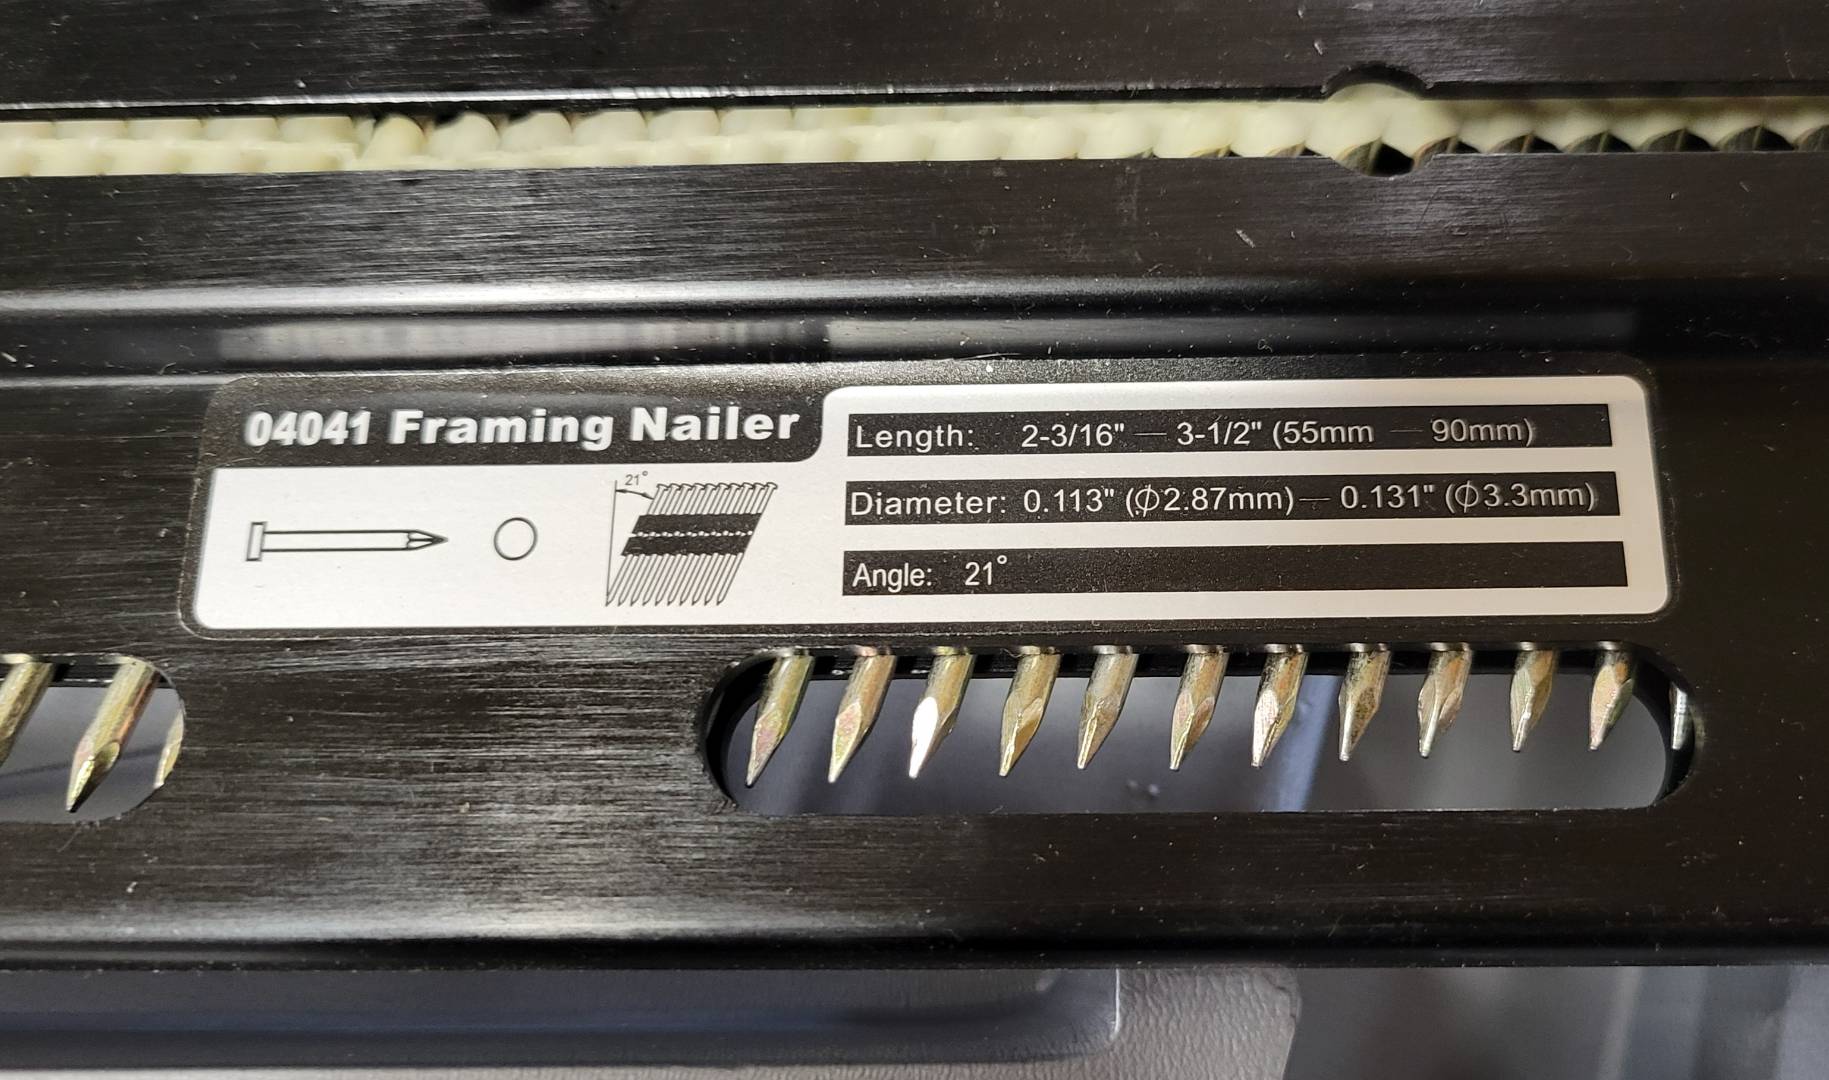 04041 Framing Nailer
21°
Length: 2-3/16" — 3-1/2" (55mm — 90mm)
Diameter: 0.113" (ϕ2.87mm) — 0.131" (ϕ3.3mm)
Angle: 21°